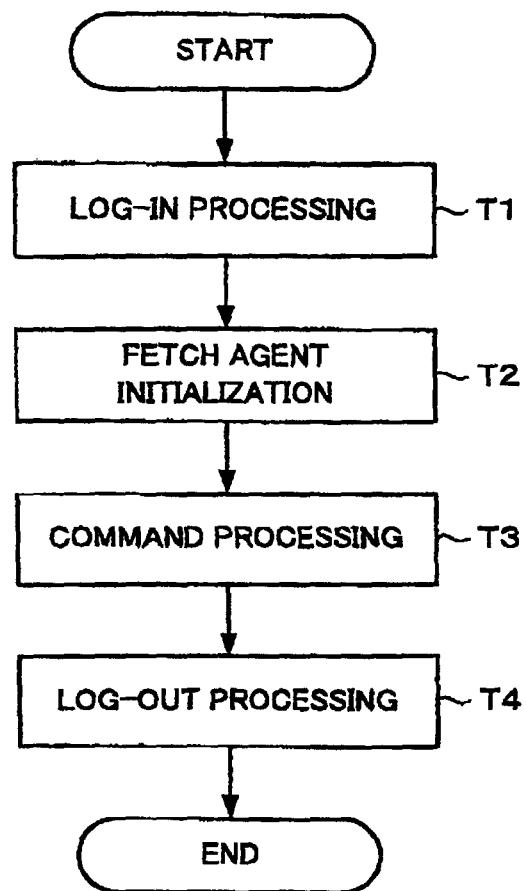 START
LOG-IN PROCESSING
T1
FETCH AGENT
INITIALIZATION
T2
COMMAND PROCESSING
T3
LOG-OUT PROCESSING
T4
END